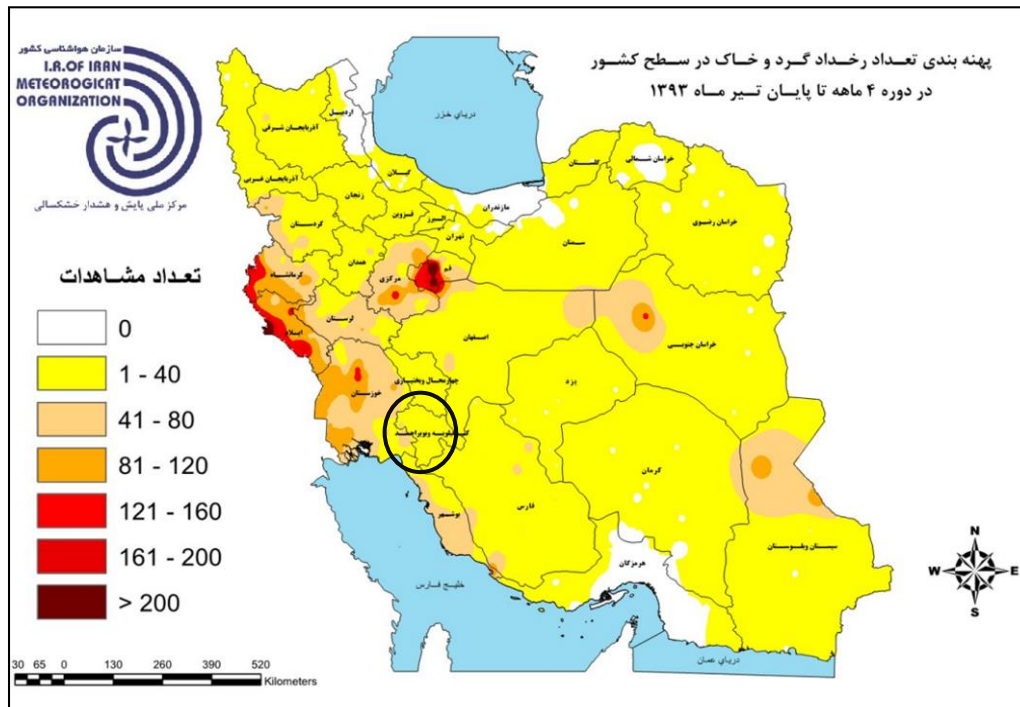 سازمان هواشناسی کشور
I.R.OF IRAN
METEOROGICAT
ORGANIZATION
مرکز ملی پایش و هشدار خشکسالی
پهنه بندی تعداد رخداد گرد و خاک در سطح کشور
در دوره ۴ ماهه تا پایان تیر ماه ۱۳۹۳
دریای خزر
اردبیل
آذربایجان شرقی
آذربایجان غربی
گیلان
زنجان
قزوین
البرز
مازندران
گلستان
خراسان شمالی
خراسان رضوی
کردستان
تهران
سمنان
همدان
قم
مرکزی
کرمانشاه
لرستان
ایلام
اصفهان
خراسان جنوبی
خوزستان
چهارمحال وبختیاری
یزد
وبویراحمد
کرمان
فارس
بوشهر
سیستان وبلوچستان
هرمزگان
خلیج فارس
دریای عمان
تعداد مشاهدات
0
1 - 40
41 - 80
81 - 120
121 - 160
161 - 200
> 200
N
W E
S
30 65 0 130 260 390 520
Kilometers